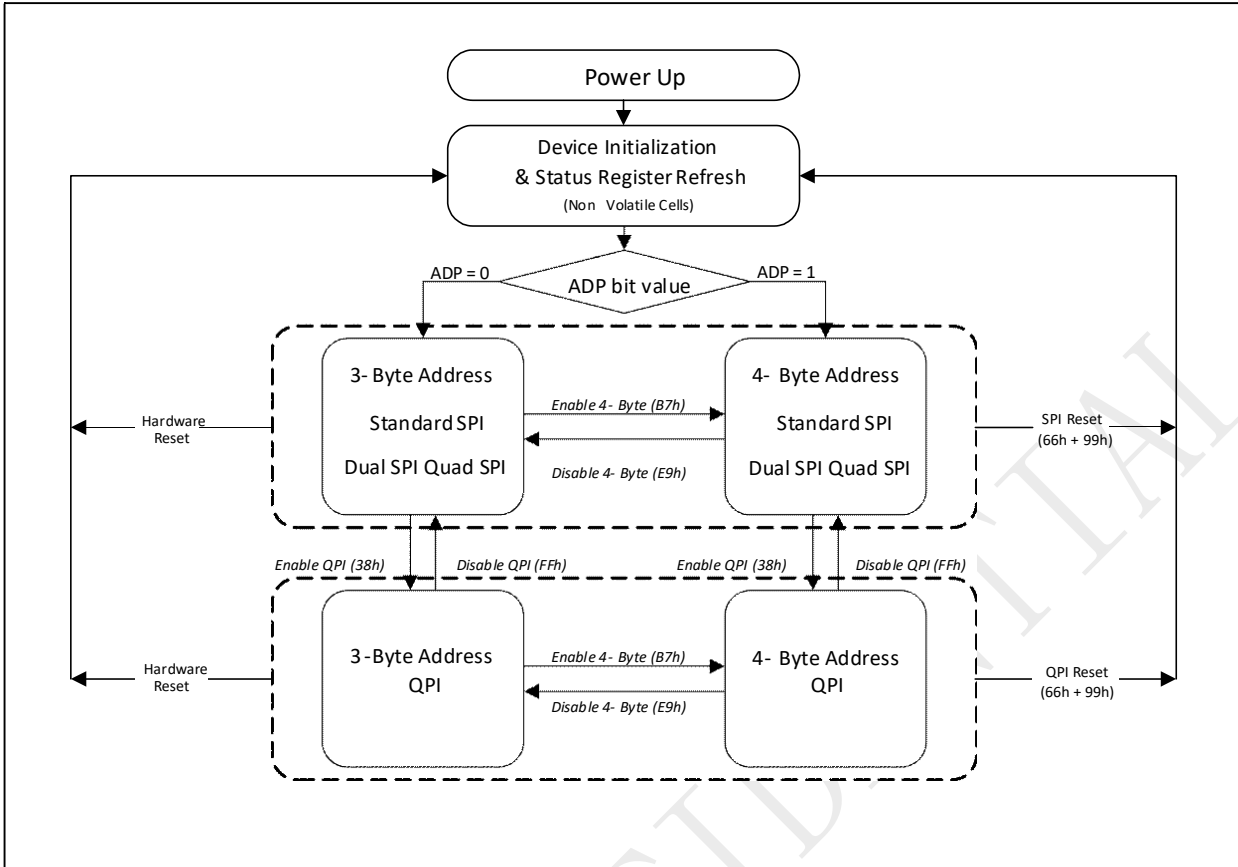 Power Up
Device Initialization
& Status Register Refresh
(Non Volatile Cells)
ADP = 0
ADP bit value
ADP = 1
3- Byte Address
Standard SPI
Dual SPI Quad SPI
Enable 4- Byte (B7h)
Disable 4- Byte (E9h)
4- Byte Address
Standard SPI
Dual SPI Quad SPI
Hardware
Reset
SPI Reset
(66h + 99h)
Enable QPI (38h)
Disable QPI (FFh)
Enable QPI (38h)
Disable QPI (FFh)
3-Byte Address
QPI
Enable 4- Byte (B7h)
Disable 4- Byte (E9h)
4- Byte Address
QPI
Hardware
Reset
QPI Reset
(66h + 99h)